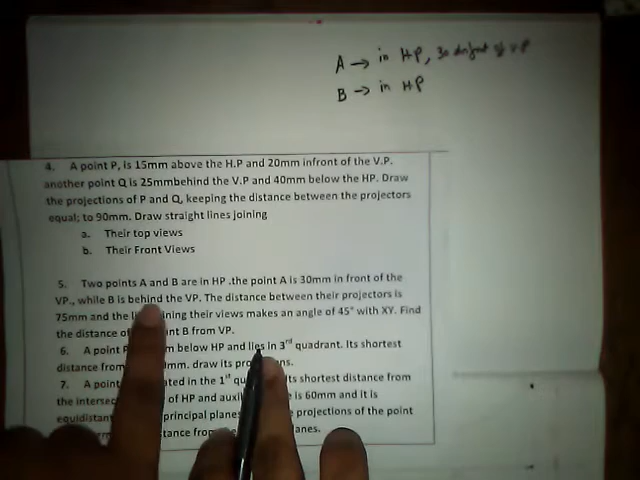 A → in HP, 30 infront of VP
B → in HP
4. A point P, is 15mm above the H.P and 20mm infront of the V.P.
another point Q is 25mmbehind the V.P and 40mm below the HP. Draw
the projections of P and Q, keeping the distance between the projectors
equal; to 90mm. Draw straight lines joining
a. Their top views
b. Their Front Views
5. Two points A and B are in HP .the point A is 30mm in front of the
VP., while B is behind the VP. The distance between their projectors is
75mm and the ining their views makes an angle of 45° with XY. Find
the distance of nt B from VP.
6. A point m below HP and lies in 3rd quadrant. Its shortest
distance from mm. draw its pro ns.
7. A point ated in the 1st qu ts shortest distance from
the intersec of HP and auxil is 60mm and it is
equidistant principal plane projections of the point
tance from lanes.